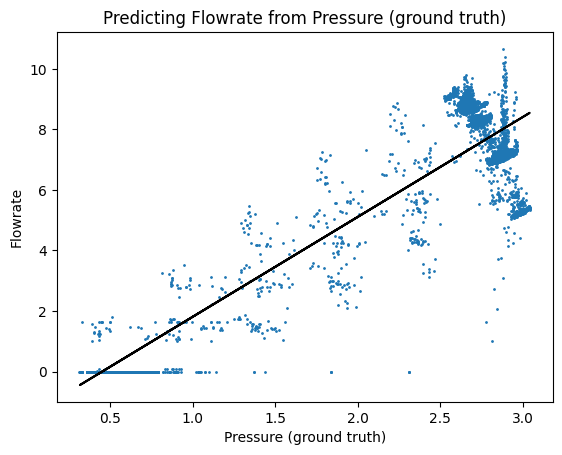 Predicting Flowrate from Pressure (ground truth)
10
8
6
4
2
0
Flowrate
0.5 1.0 1.5 2.0 2.5 3.0
Pressure (ground truth)